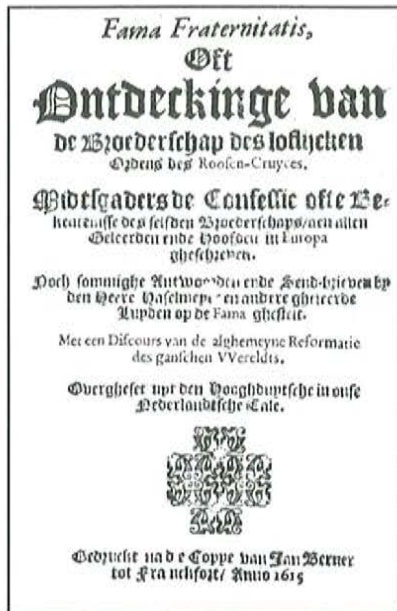 Fama Fraternitatis,
Oft
Ontdeckinge van
de Broederschap des loflijcken
Ordens des Roosen-Cruyces.
Midtsgaders de Confessie ofte Be-
kentenisse des selfden Broederschaps/aen allen
Geleerden ende Hoofden in Europa
gheschreven.
Noch sommighe Antwoorden ende Send-brieven by
den Heere Haselmeyer en andere gheleerde
Luyden op de Fama ghestelt.
Met een Discours van de alghemeyne Reformatie
des gantschen VVereldts.
Overgheset uyt den Hooghduytsche in onse
Nederlandtsche Tale.
Gedruckt na de Coppe van Jan Berner
tot Franckfort/ Anno 1615